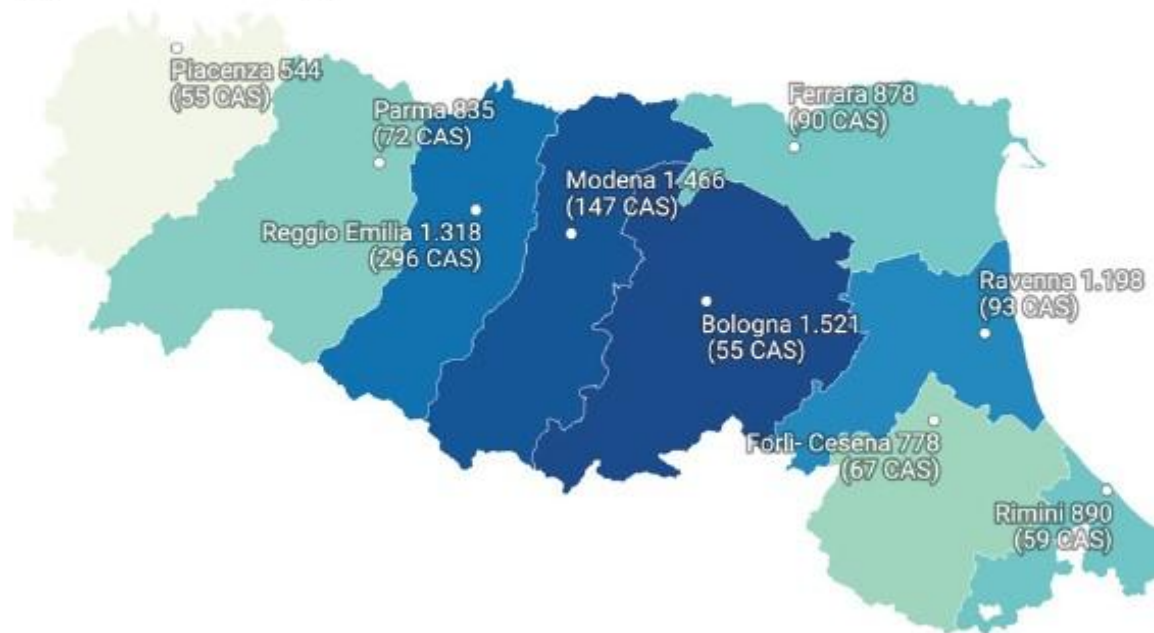 Piacenza 544
(55 CAS)
Parma 835
(72 CAS)
Ferrara 878
(90 CAS)
Modena 1.466
(147 CAS)
Reggio Emilia 1.318
(296 CAS)
Ravenna 1.198
(93 CAS)
Bologna 1.521
(55 CAS)
Forlì- Cesena 778
(67 CAS)
Rimini 890
(59 CAS)